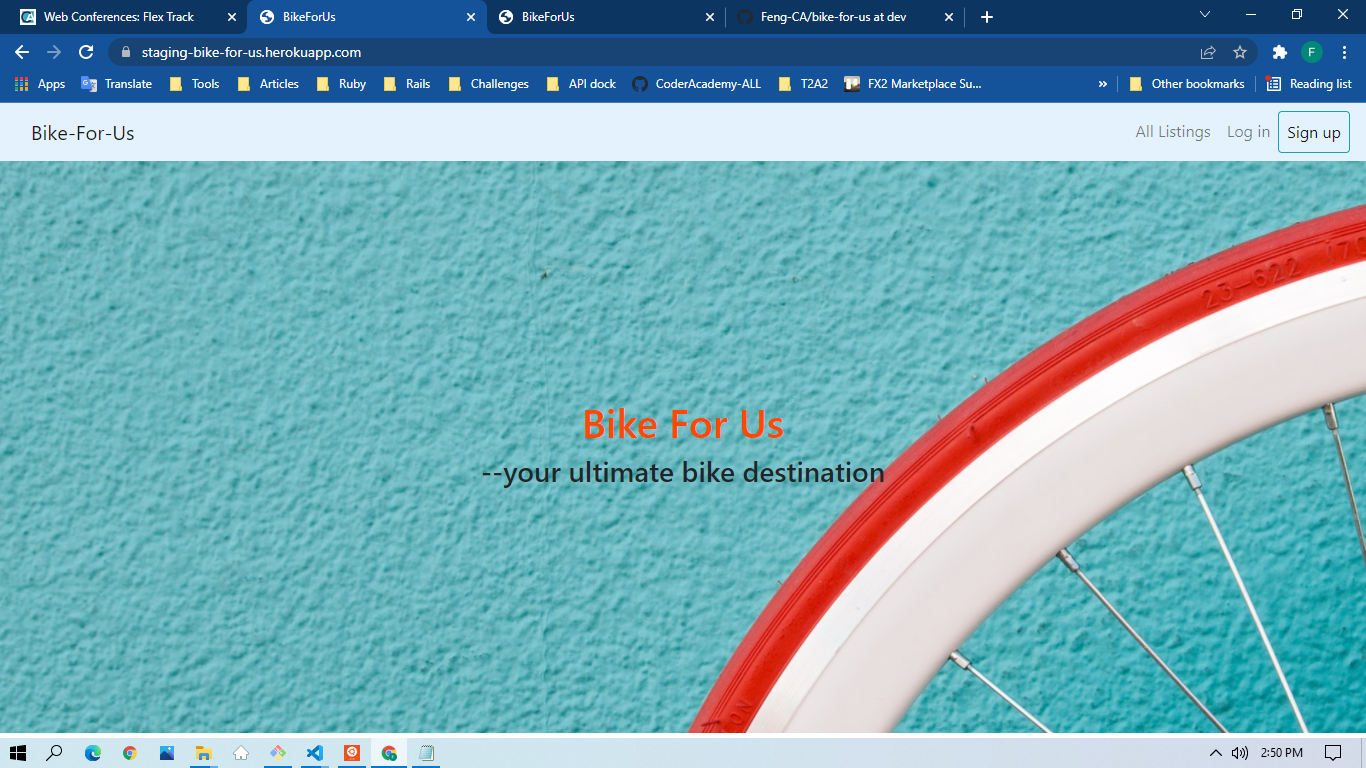 Web Conferences: Flex Track
BikeForUs
BikeForUs
Feng-CA/bike-for-us at dev
staging-bike-for-us.herokuapp.com
F
Apps
Translate
Tools
Articles
Ruby
Rails
Challenges
API dock
CoderAcademy-ALL
T2A2
FX2 Marketplace Su...
»
Other bookmarks
Reading list
Bike-For-Us
All Listings
Log in
Sign up
23-622
Bike For Us
--your ultimate bike destination
2:50 PM